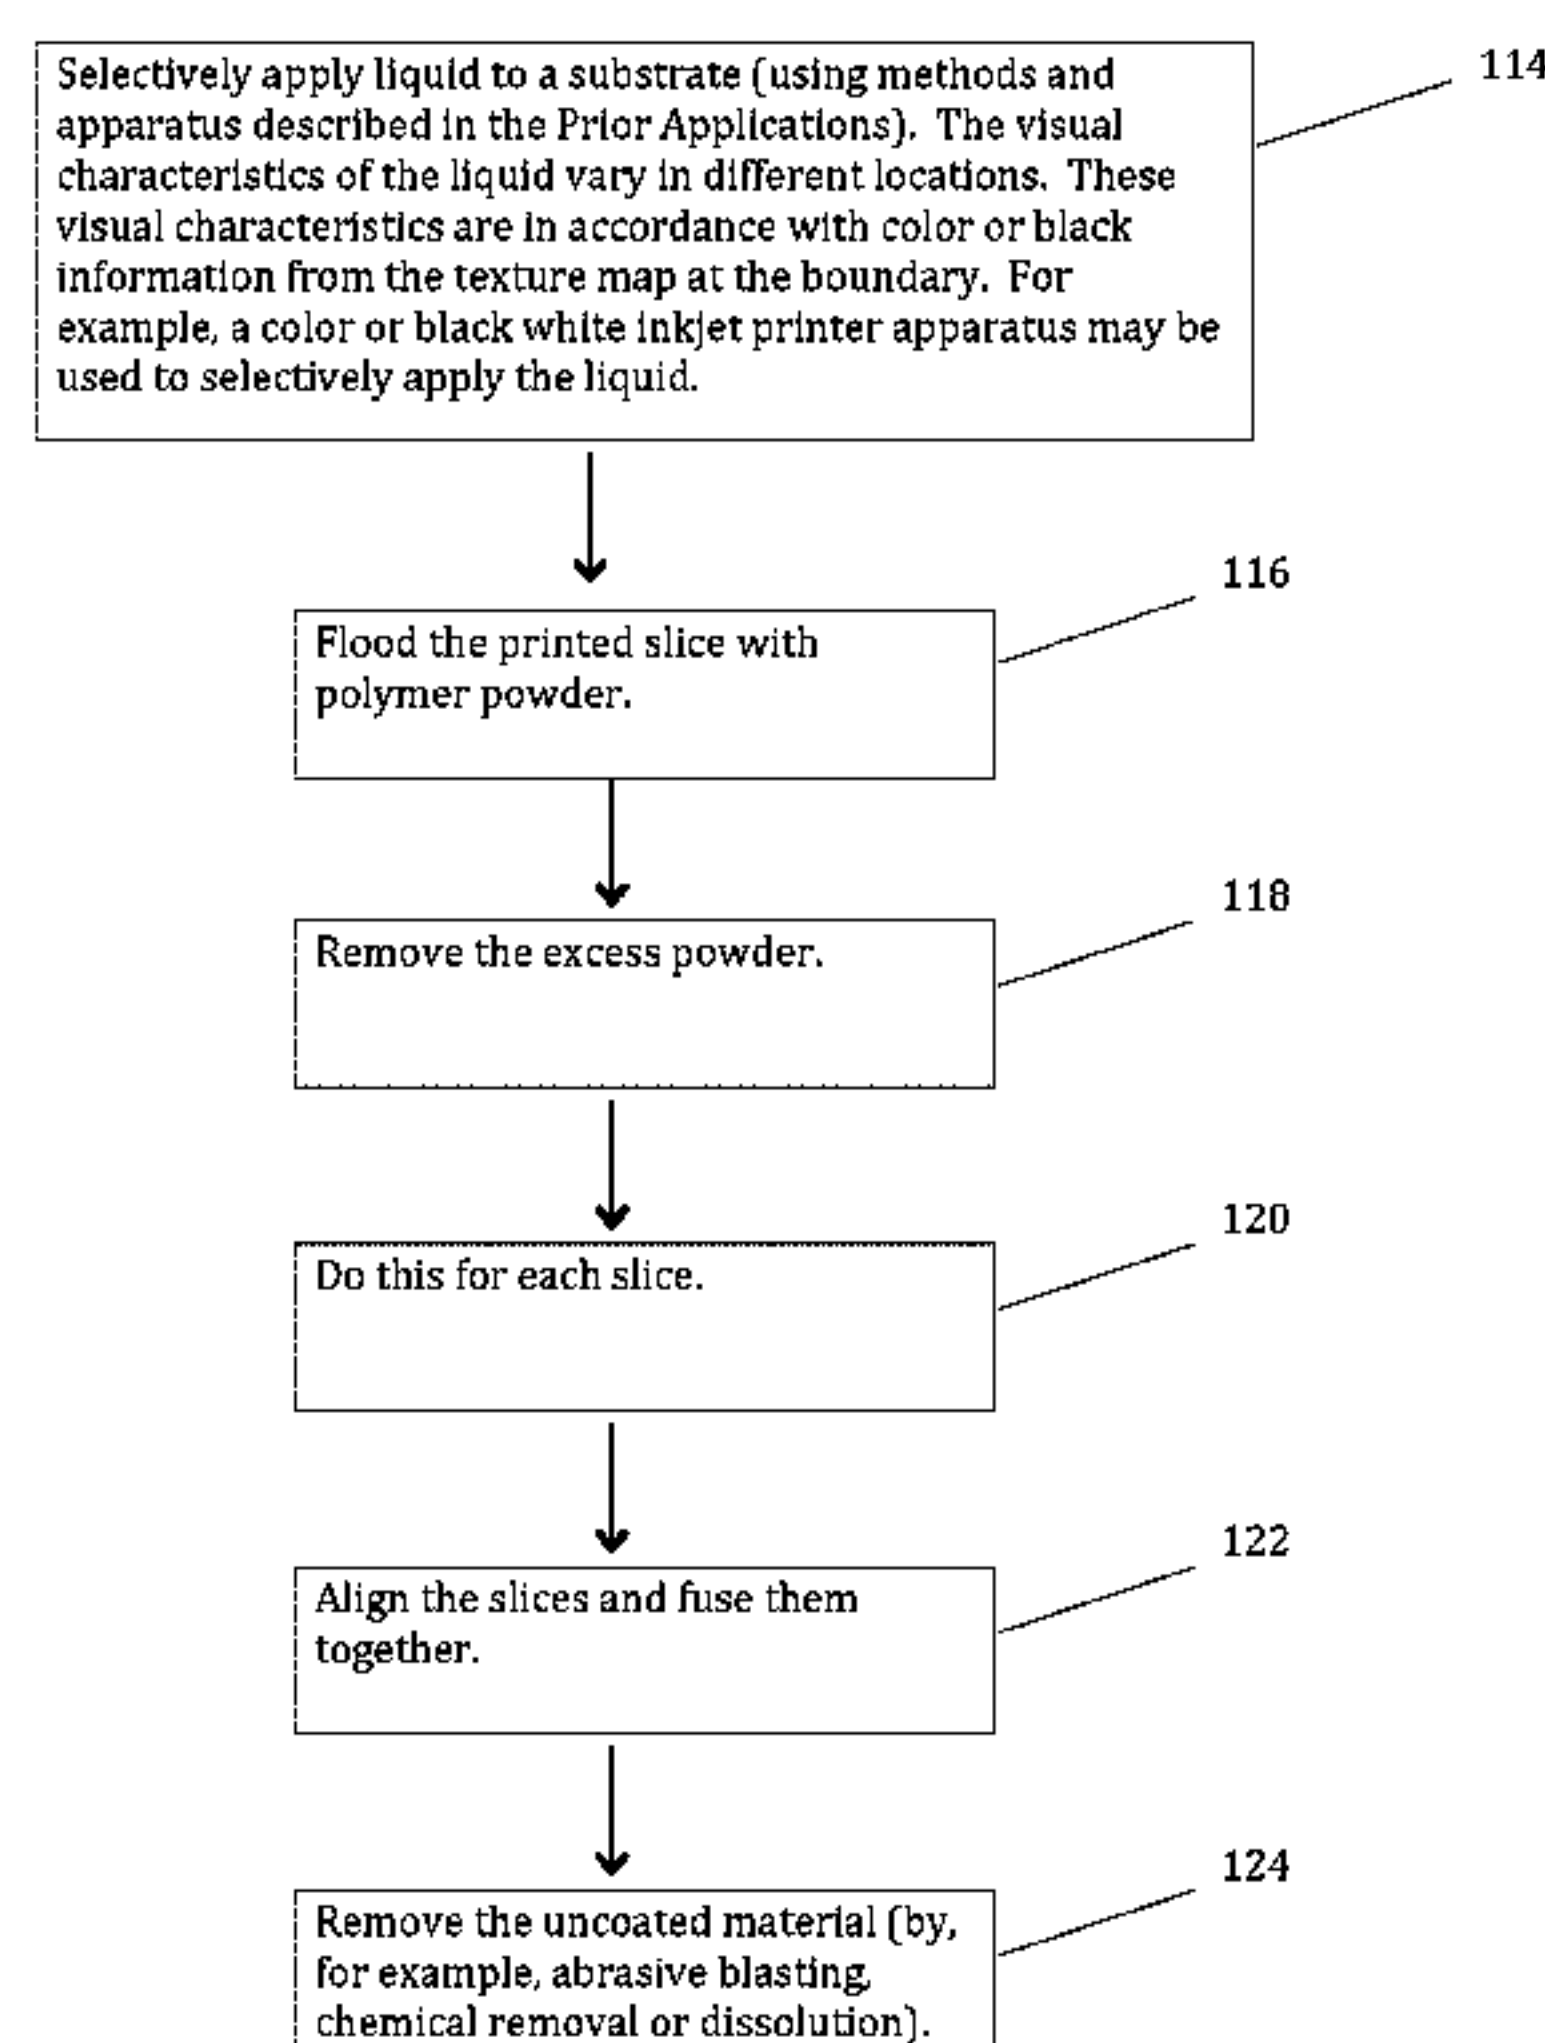 Selectively apply liquid to a substrate (using methods and
apparatus described in the Prior Applications).  The visual
characteristics of the liquid vary in different locations.  These
visual characteristics are in accordance with color or black
information from the texture map at the boundary.  For
example, a color or black white inkjet printer apparatus may be
used to selectively apply the liquid.
114
116
Flood the printed slice with
polymer powder.
118
Remove the excess powder.
120
Do this for each slice.
122
Align the slices and fuse them
together.
124
Remove the uncoated material (by,
for example, abrasive blasting,
chemical removal or dissolution).